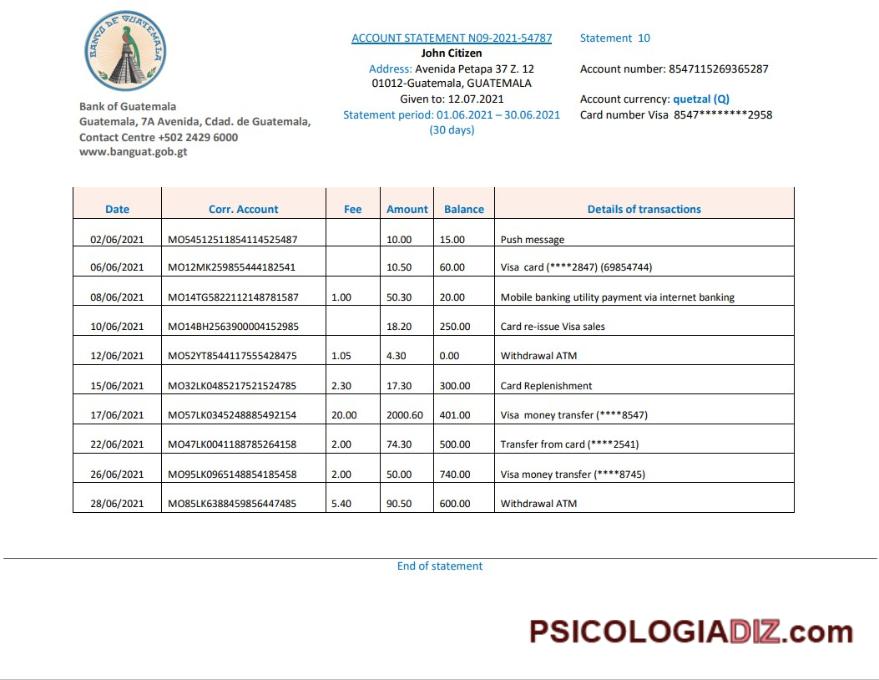 BANCO DE GUATEMALA
Bank of Guatemala
Guatemala, 7A Avenida, Cdad. de Guatemala,
Contact Centre +502 2429 6000
www.banguat.gob.gt
ACCOUNT STATEMENT N09-2021-54787
John Citizen
Address: Avenida Petapa 37 Z. 12
01012-Guatemala, GUATEMALA
Given to: 12.07.2021
Statement period: 01.06.2021 – 30.06.2021
(30 days)
Statement 10
Account number: 8547115269365287
Account currency: quetzal (Q)
Card number Visa 8547********2958
Date Corr. Account Fee Amount Balance Details of transactions
02/06/2021 MO54512511854114525487 10.00 15.00 Push message
06/06/2021 MO12MK259855444182541 10.50 60.00 Visa card (****2847) (69854744)
08/06/2021 MO14TG5822112148781587 1.00 50.30 20.00 Mobile banking utility payment via internet banking
10/06/2021 MO14BH2563900004152985 18.20 250.00 Card re-issue Visa sales
12/06/2021 MO52YT8544117555428475 1.05 4.30 0.00 Withdrawal ATM
15/06/2021 MO32LK0485217521524785 2.30 17.30 300.00 Card Replenishment
17/06/2021 MO57LK0345248885492154 20.00 2000.60 401.00 Visa money transfer (****8547)
22/06/2021 MO47LK0041188785264158 2.00 74.30 500.00 Transfer from card (****2541)
26/06/2021 MO95LK0965148854185458 2.00 50.00 740.00 Visa money transfer (****8745)
28/06/2021 MO85LK6388459856447485 5.40 90.50 600.00 Withdrawal ATM
End of statement
PSICOLOGIADIZ.com